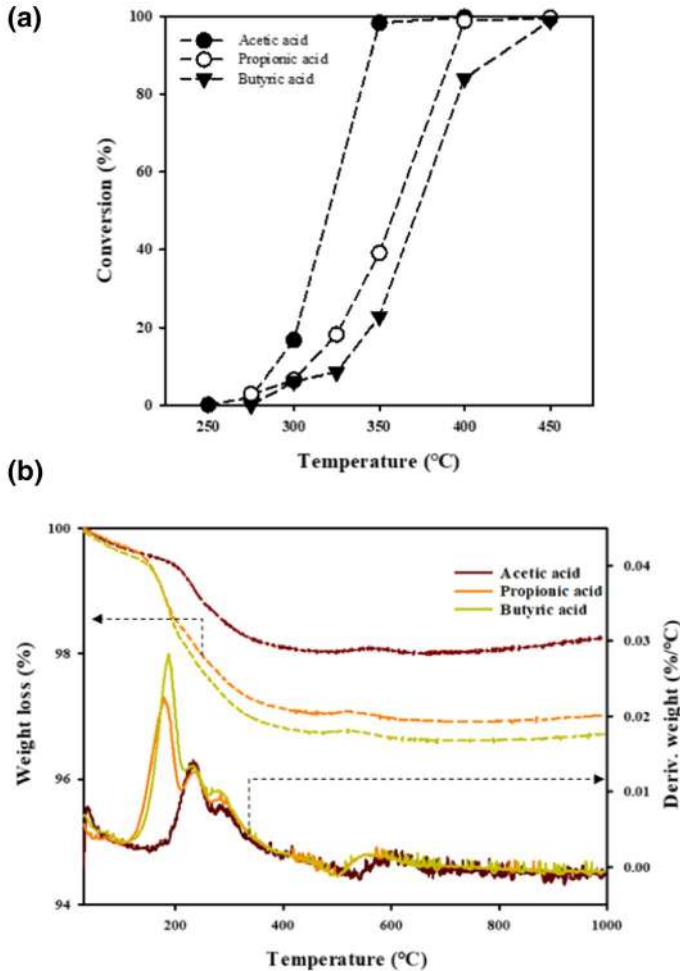 (a)
100
80
60
40
20
0
Conversion (%)
Acetic acid
Propionic acid
Butyric acid
250 300 350 400 450
Temperature (°C)
(b)
100
98
96
94
Weight loss (%)
Acetic acid
Propionic acid
Butyric acid
0.04
0.03
0.02
0.01
0.00
Deriv. weight (%/°C)
200 400 600 800 1000
Temperature (°C)